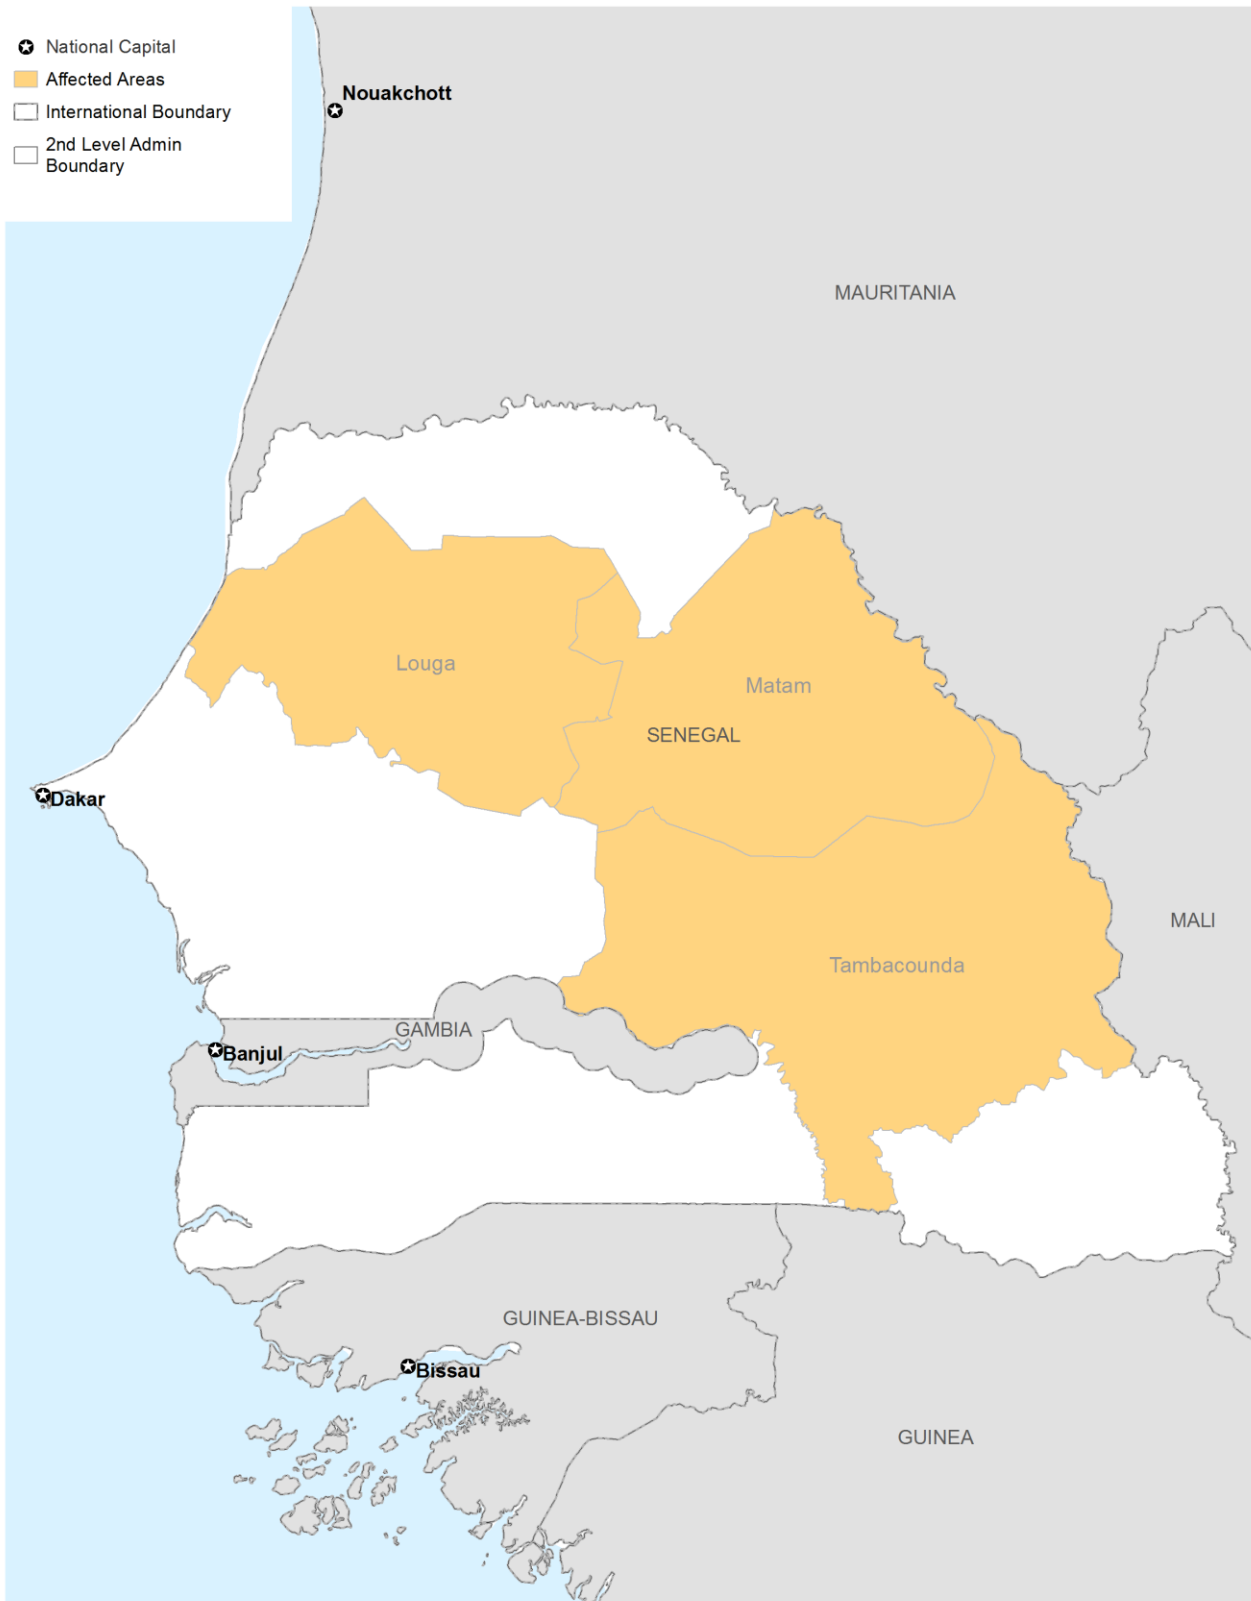 National Capital
Affected Areas
International Boundary
2nd Level Admin
Boundary
Nouakchott
MAURITANIA
Louga
Matam
SENEGAL
Dakar
MALI
Tambacounda
GAMBIA
Banjul
GUINEA-BISSAU
Bissau
GUINEA